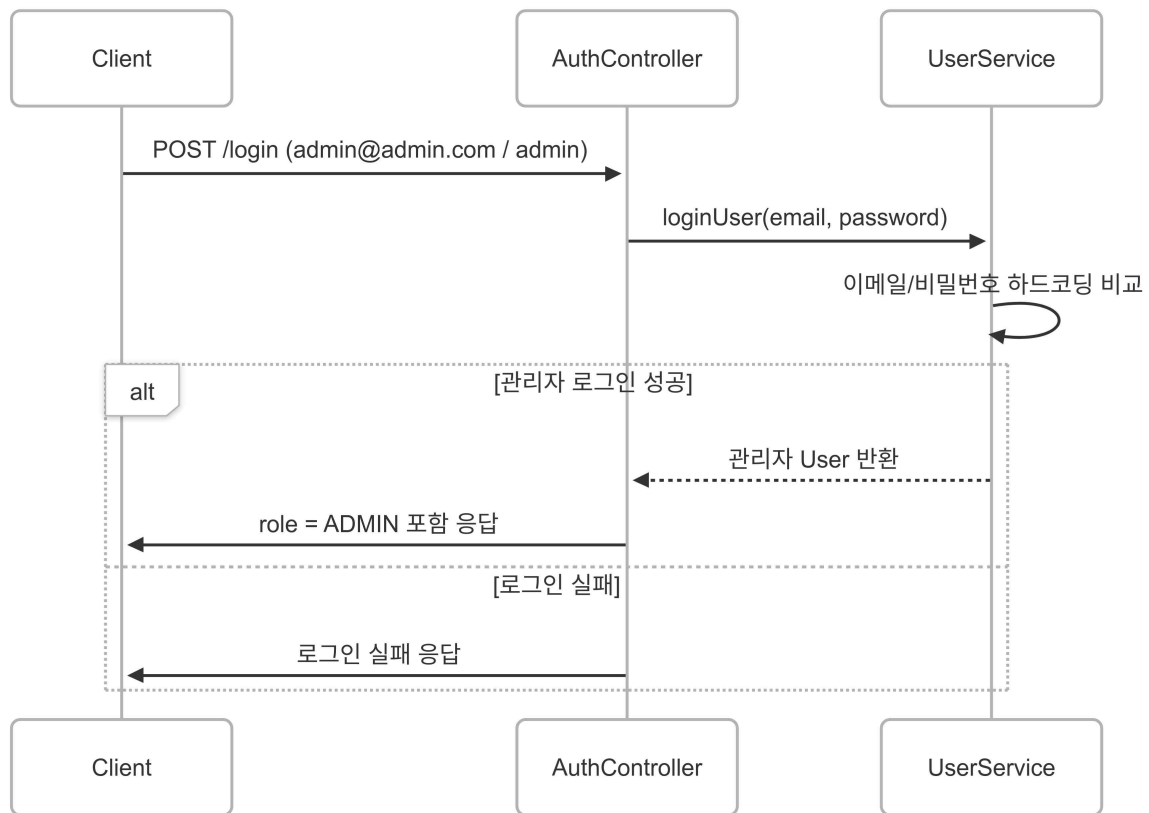 Client
AuthController
UserService
POST /login (admin@admin.com / admin)
loginUser(email, password)
이메일/비밀번호 하드코딩 비교
alt
[관리자 로그인 성공]
관리자 User 반환
role = ADMIN 포함 응답
[로그인 실패]
로그인 실패 응답
Client
AuthController
UserService